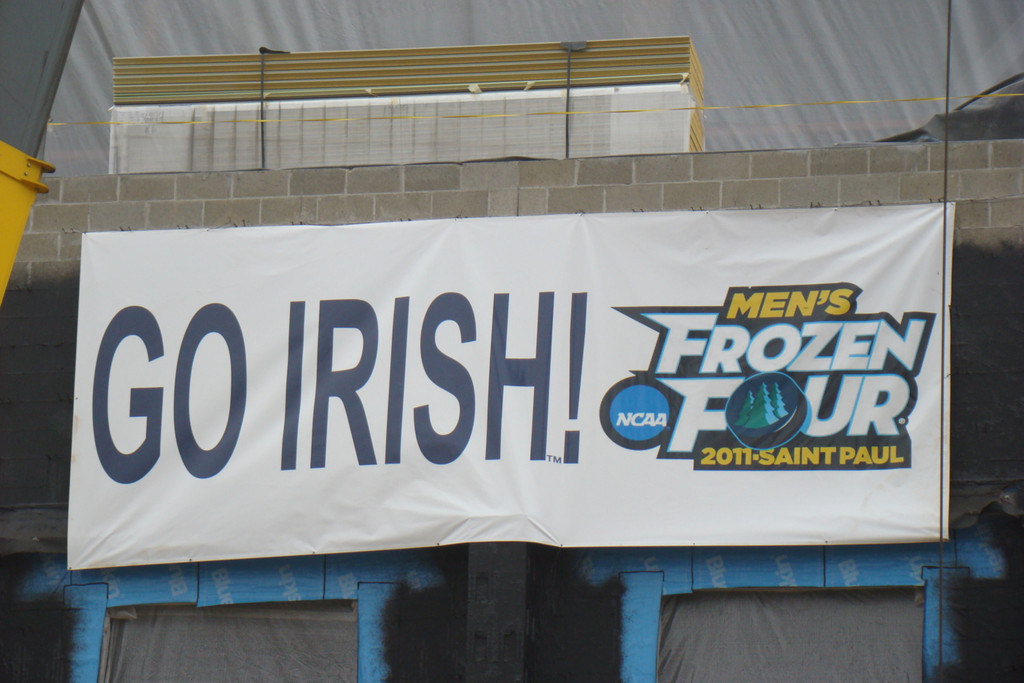 GO IRISH!™
MEN'S
FROZEN
FOUR®
NCAA
2011-SAINT PAUL